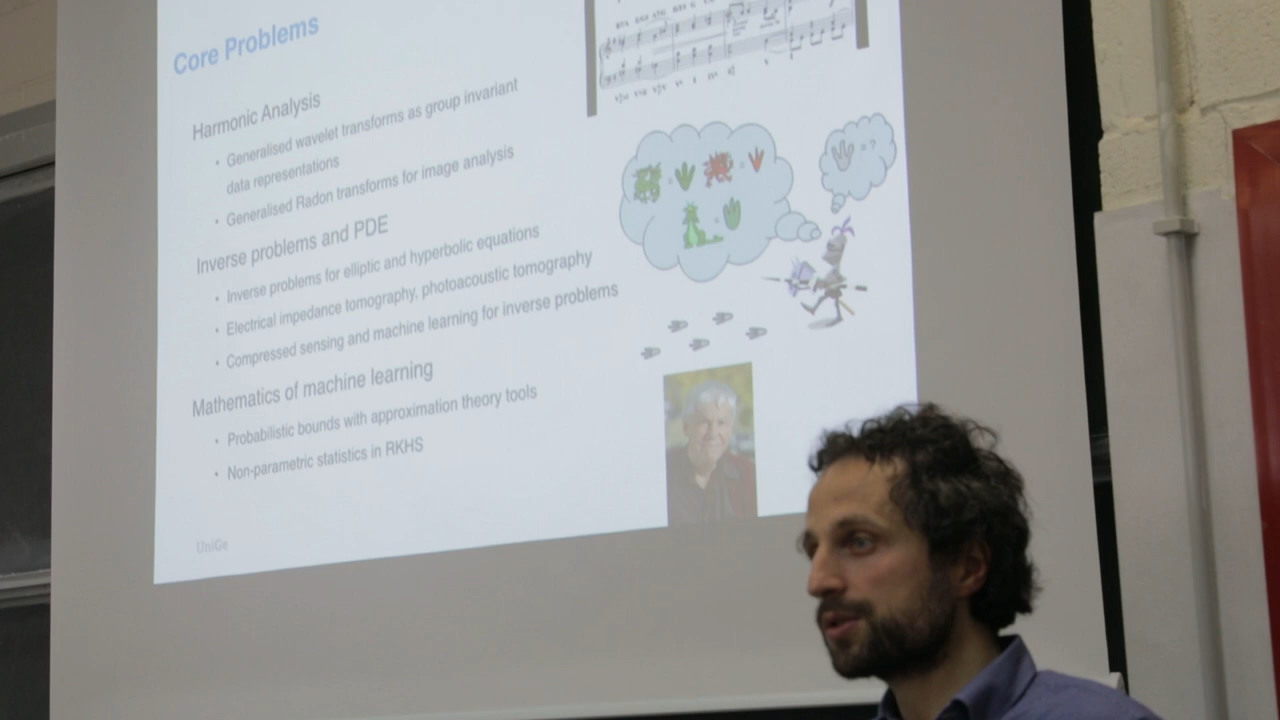 Core Problems
Harmonic Analysis
• Generalised wavelet transforms as group invariant
data representations
• Generalised Radon transforms for image analysis
Inverse problems and PDE
• Inverse problems for elliptic and hyperbolic equations
• Electrical impedance tomography, photoacoustic tomography
• Compressed sensing and machine learning for inverse problems
Mathematics of machine learning
• Probabilistic bounds with approximation theory tools
• Non-parametric statistics in RKHS
= ?
UniGe